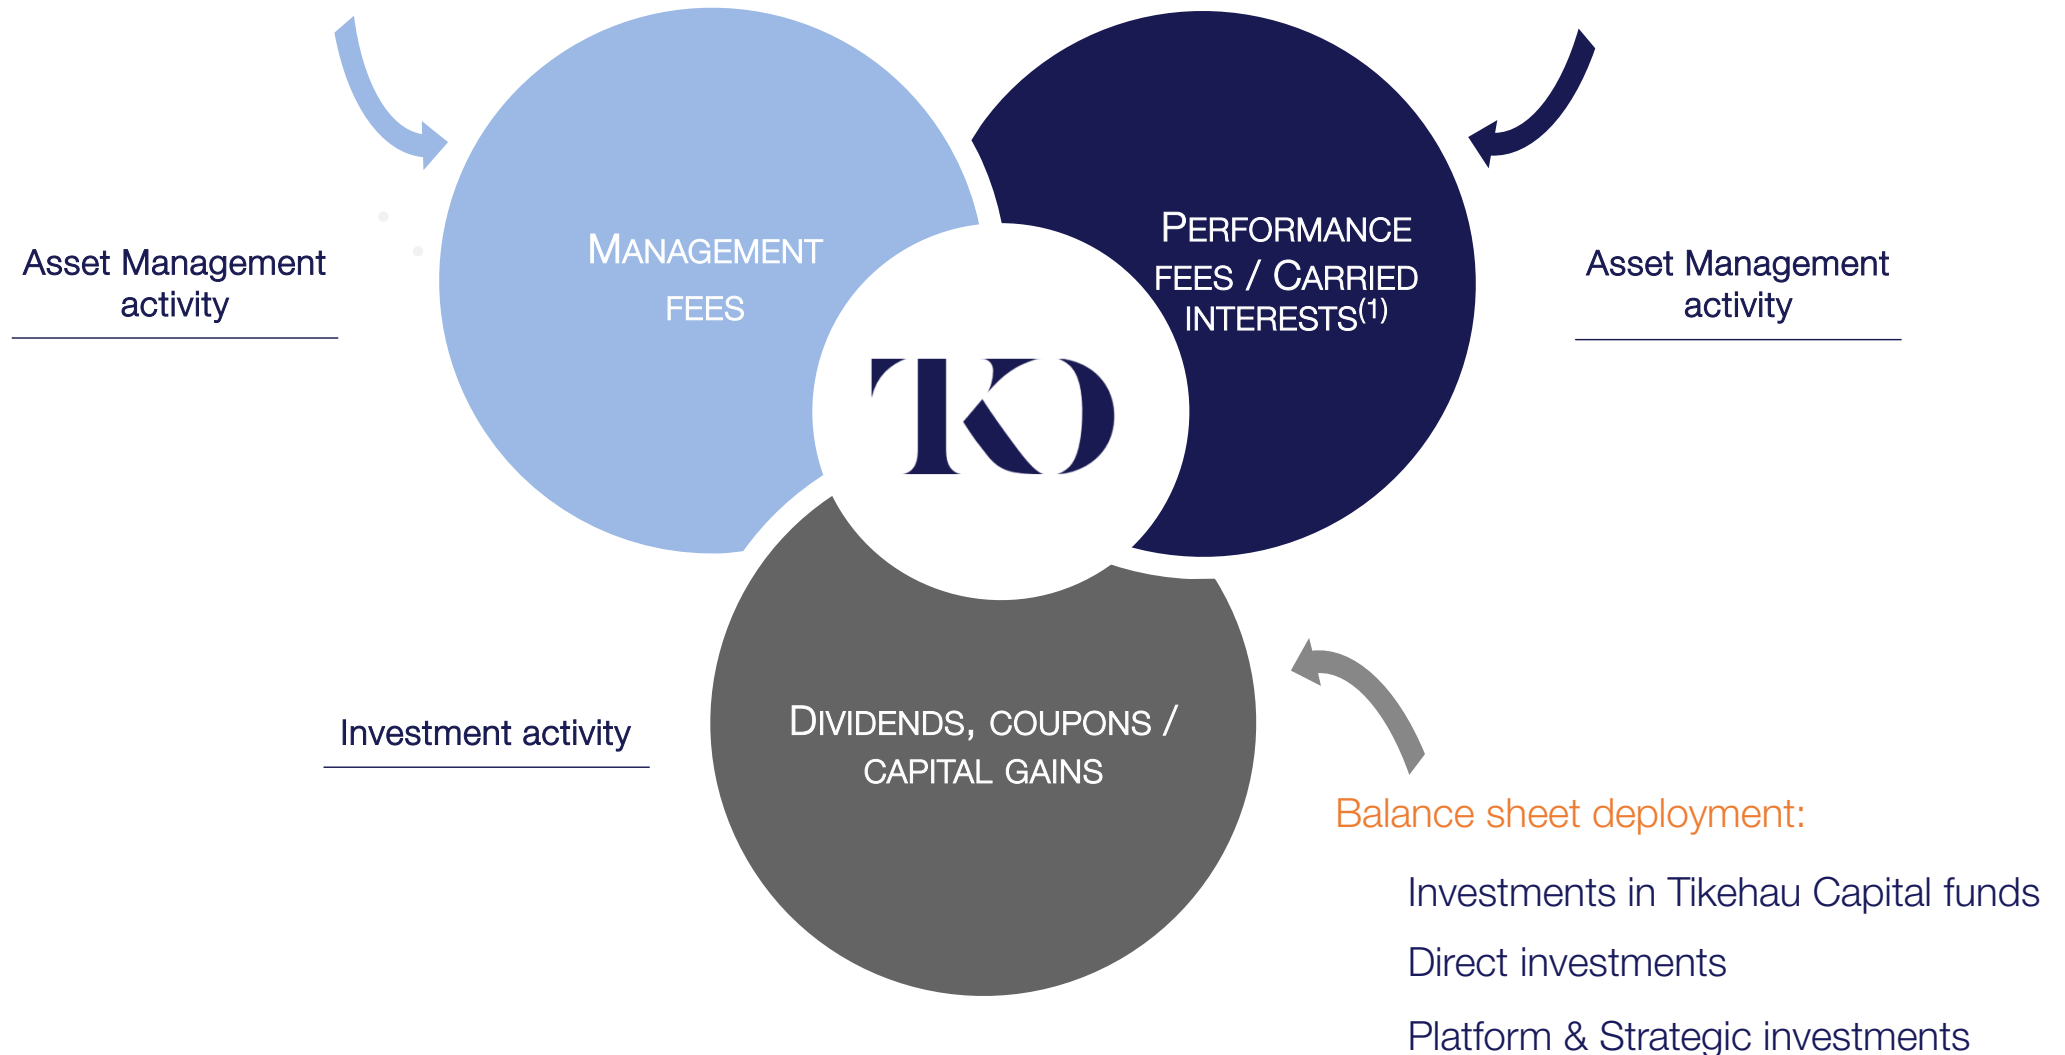 Asset Management
activity
MANAGEMENT
FEES
PERFORMANCE
FEES / CARRIED
INTERESTS(1)
Asset Management
activity
TKO
Investment activity
DIVIDENDS, COUPONS /
CAPITAL GAINS
Balance sheet deployment:
Investments in Tikehau Capital funds
Direct investments
Platform & Strategic investments